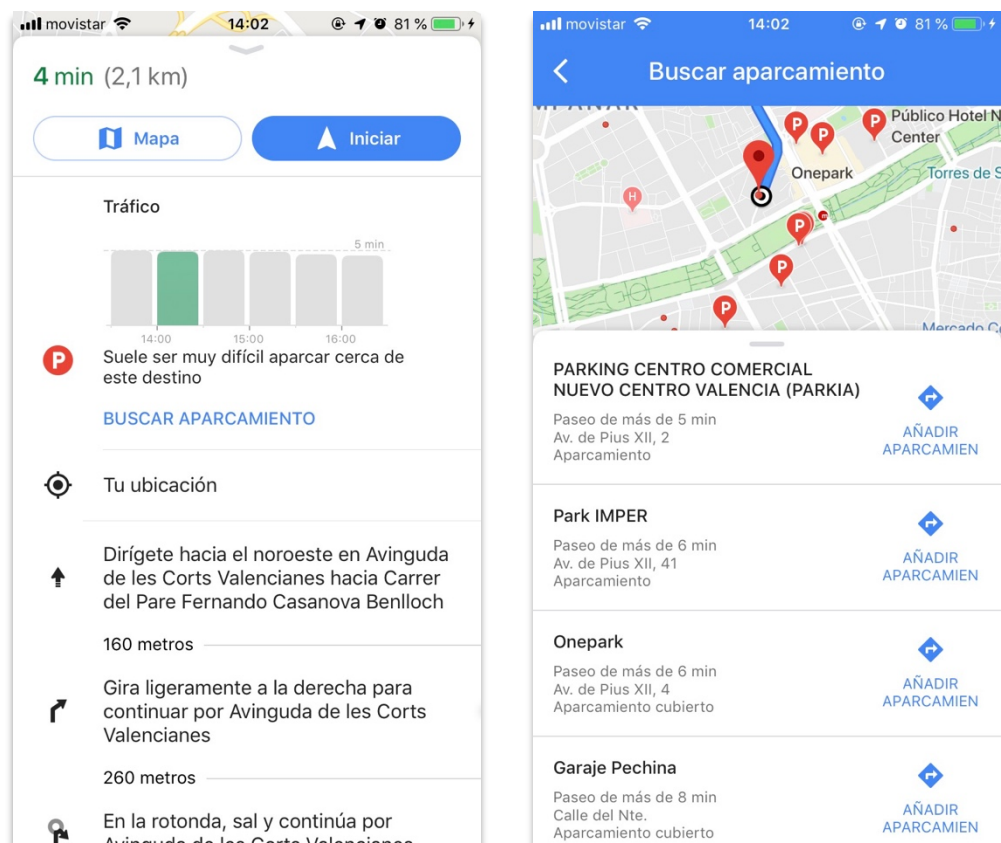 movistar 14:02 81 %
4 min (2,1 km)
Mapa
Iniciar
Tráfico
5 min
14:00 15:00 16:00
P
Suele ser muy difícil aparcar cerca de
este destino
BUSCAR APARCAMIENTO
Tu ubicación
Dirígete hacia el noroeste en Avinguda
de les Corts Valencianes hacia Carrer
del Pare Fernando Casanova Benlloch
160 metros
Gira ligeramente a la derecha para
continuar por Avinguda de les Corts
Valencianes
260 metros
En la rotonda, sal y continúa por
Avinguda de les Corts Valencianes
movistar 14:02 81 %
Buscar aparcamiento
P P P Público Hotel N
Center
Onepark
Torres de S
H
P
P
P
Mercado C
PARKING CENTRO COMERCIAL
NUEVO CENTRO VALENCIA (PARKIA)
Paseo de más de 5 min
Av. de Pius XII, 2
Aparcamiento
AÑADIR
APARCAMIEN
Park IMPER
Paseo de más de 6 min
Av. de Pius XII, 41
Aparcamiento
AÑADIR
APARCAMIEN
Onepark
Paseo de más de 6 min
Av. de Pius XII, 4
Aparcamiento cubierto
AÑADIR
APARCAMIEN
Garaje Pechina
Paseo de más de 8 min
Calle del Nte.
Aparcamiento cubierto
AÑADIR
APARCAMIEN